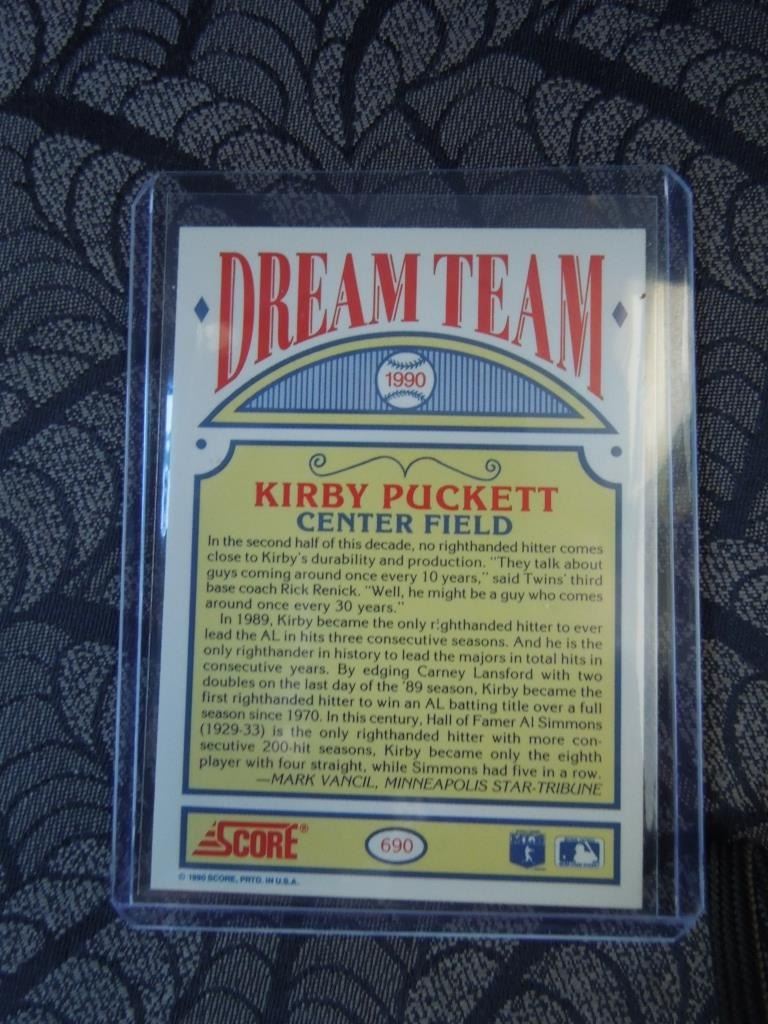 DREAM TEAM
1990
KIRBY PUCKETT
CENTER FIELD
In the second half of this decade, no righthanded hitter comes
close to Kirby's durability and production. "They talk about
guys coming around once every 10 years," said Twins' third
base coach Rick Renick. "Well, he might be a guy who comes
around once every 30 years."
In 1989, Kirby became the only righthanded hitter to ever
lead the AL in hits three consecutive seasons. And he is the
only righthander in history to lead the majors in total hits in
consecutive years. By edging Carney Lansford with two
doubles on the last day of the '89 season, Kirby became the
first righthanded hitter to win an AL batting title over a full
season since 1970. In this century, Hall of Famer Al Simmons
(1929-33) is the only righthanded hitter with more con-
secutive 200-hit seasons, Kirby became only the eighth
player with four straight, while Simmons had five in a row.
—MARK VANCIL, MINNEAPOLIS STAR-TRIBUNE
SCORE®
690
© 1990 SCORE, PRTD. IN U.S.A.